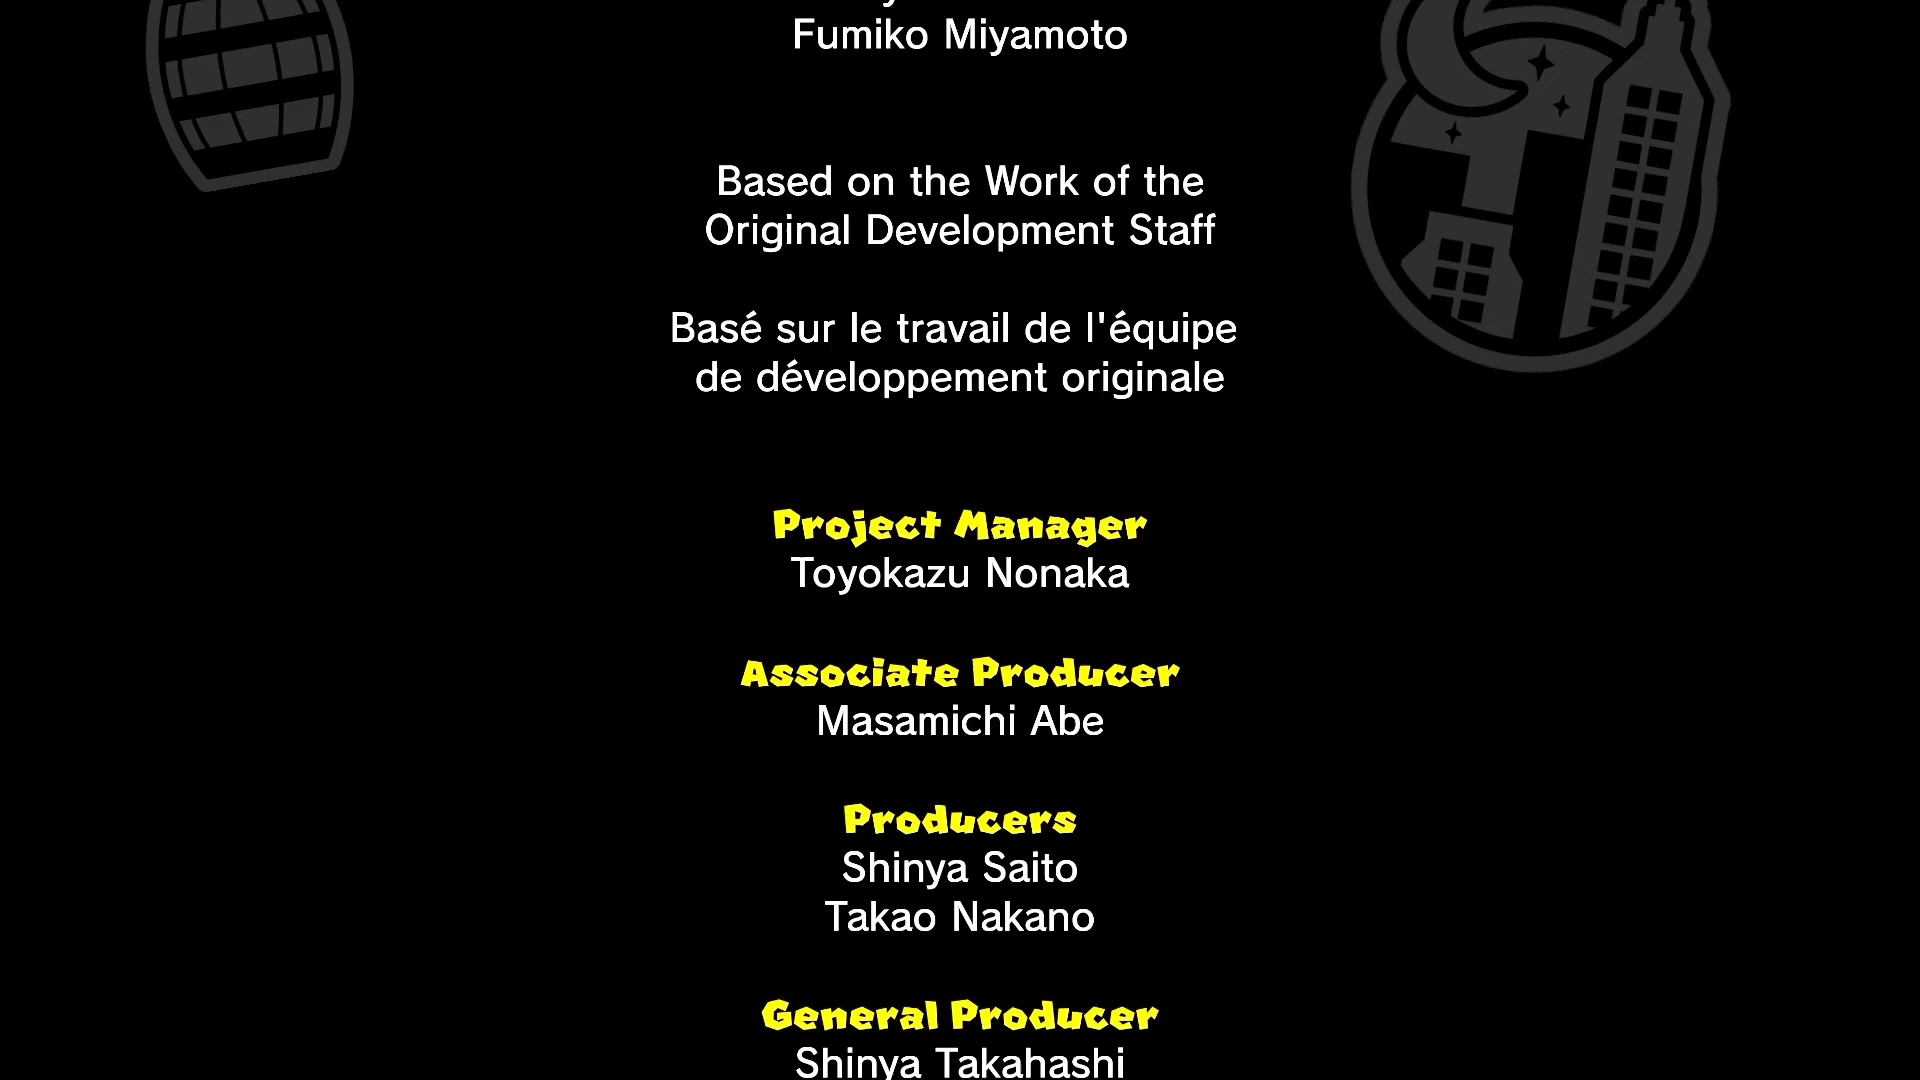 Fumiko Miyamoto
Based on the Work of the
Original Development Staff
Basé sur le travail de l'équipe
de développement originale
Project Manager
Toyokazu Nonaka
Associate Producer
Masamichi Abe
Producers
Shinya Saito
Takao Nakano
General Producer
Shinya Takahashi